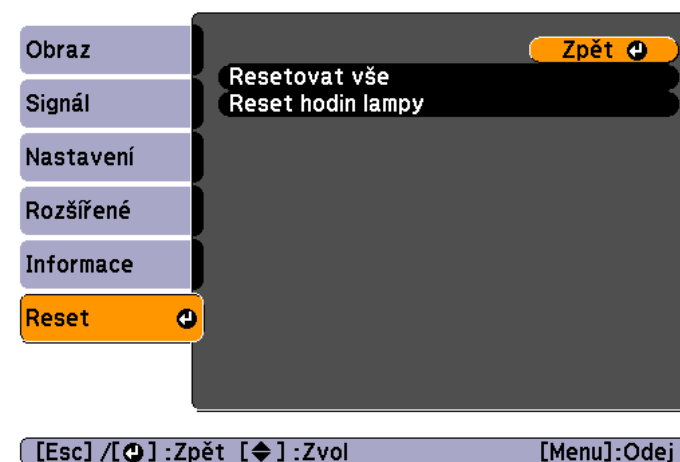 Obraz
Signál
Nastavení
Rozšířené
Informace
Reset
Zpět
Resetovat vše
Reset hodin lampy
[Esc] /[ ] :Zpět [ ] :Zvol [Menu]:Odej